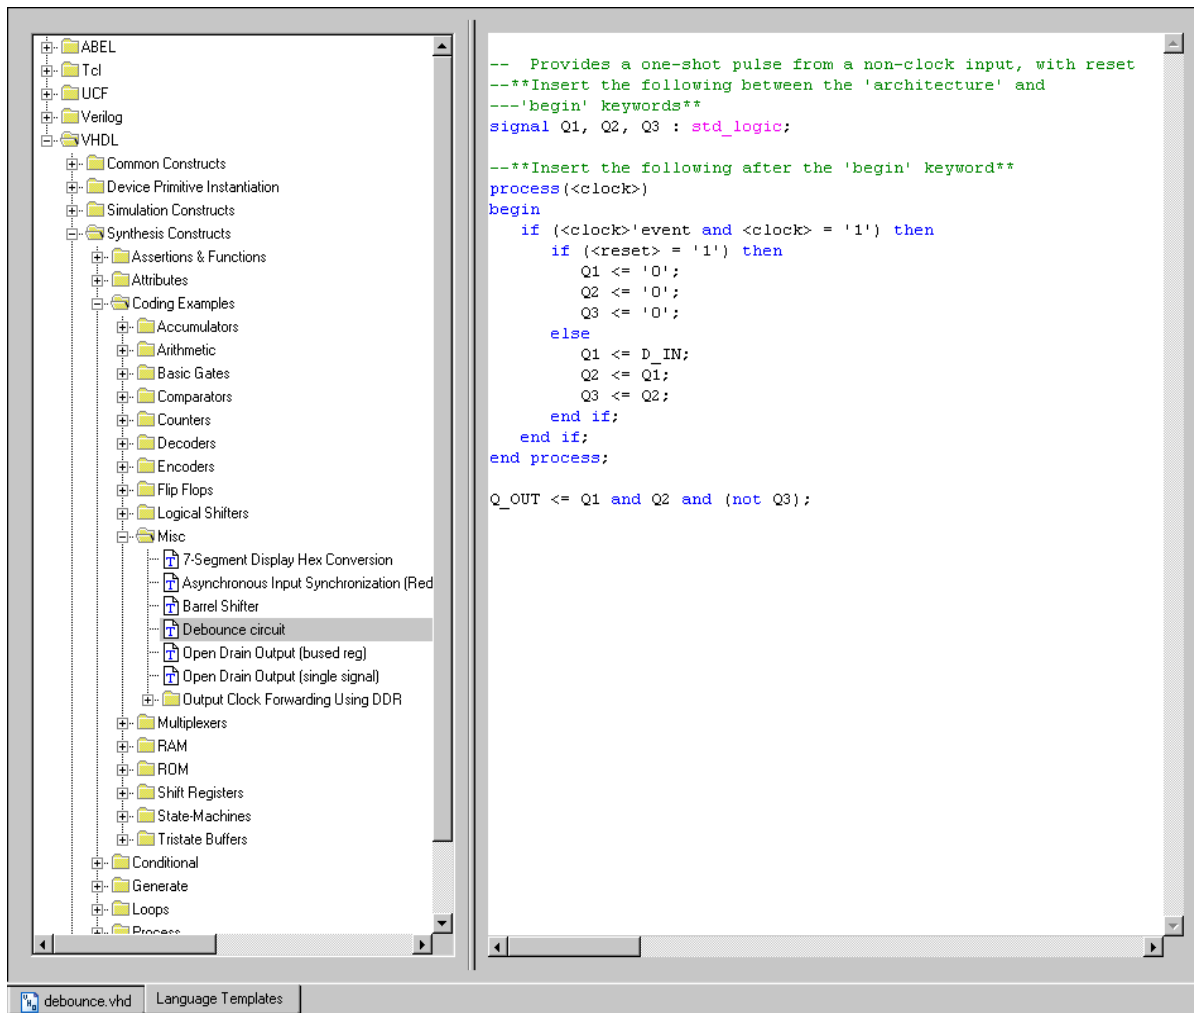 ABEL
Tcl
UCF
Verilog
VHDL
Common Constructs
Device Primitive Instantiation
Simulation Constructs
Synthesis Constructs
Assertions & Functions
Attributes
Coding Examples
Accumulators
Arithmetic
Basic Gates
Comparators
Counters
Decoders
Encoders
Flip Flops
Logical Shifters
Misc
7-Segment Display Hex Conversion
Asynchronous Input Synchronization (Red
Barrel Shifter
Debounce circuit
Open Drain Output (bused reg)
Open Drain Output (single signal)
Output Clock Forwarding Using DDR
Multiplexers
RAM
ROM
Shift Registers
State-Machines
Tristate Buffers
Conditional
Generate
Loops
Process
--  Provides a one-shot pulse from a non-clock input, with reset
--**Insert the following between the 'architecture' and
---'begin' keywords**
signal Q1, Q2, Q3 : std_logic;
--**Insert the following after the 'begin' keyword**
process(<clock>)
begin
   if (<clock>'event and <clock> = '1') then
      if (<reset> = '1') then
         Q1 <= '0';
         Q2 <= '0';
         Q3 <= '0';
      else
         Q1 <= D_IN;
         Q2 <= Q1;
         Q3 <= Q2;
      end if;
   end if;
end process;
Q_OUT <= Q1 and Q2 and (not Q3);
debounce.vhd
Language Templates